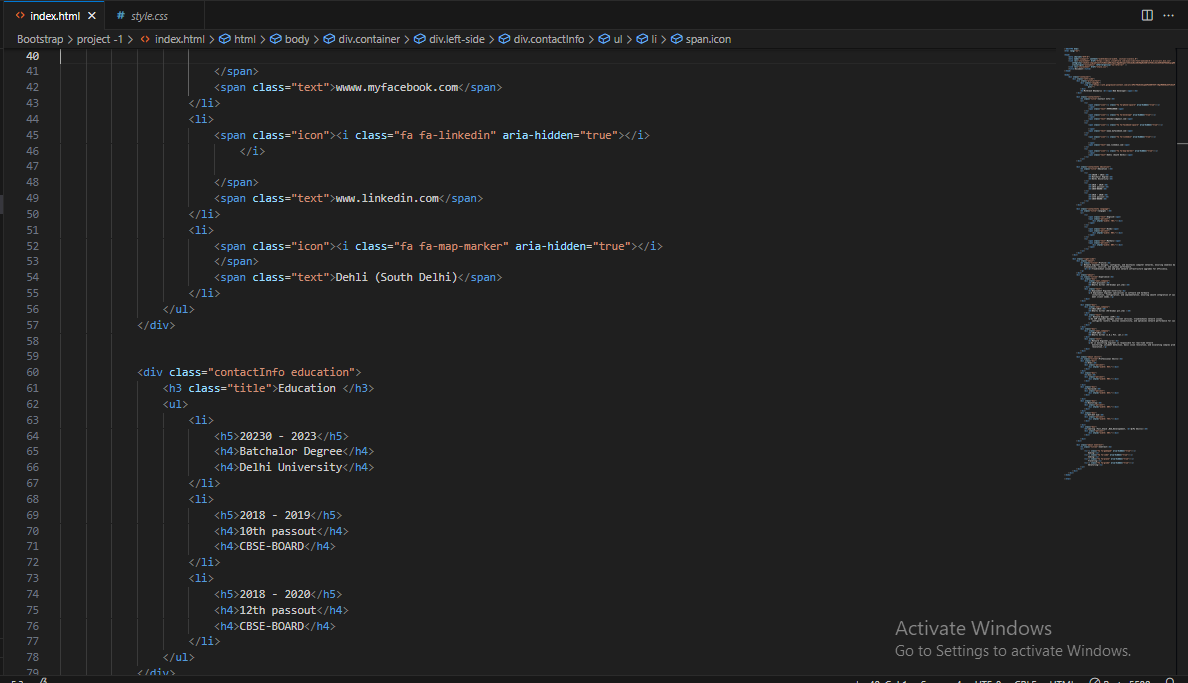 index.html
style.css
Bootstrap > project -1 > index.html > html > body > div.container > div.left-side > div.contactInfo > ul > li > span.icon
40
41 </span>
42 <span class="text">wwww.myfacebook.com</span>
43 </li>
44 <li>
45 <span class="icon"><i class="fa fa-linkedin" aria-hidden="true"></i>
46 </i>
47
48 </span>
49 <span class="text">www.linkedin.com</span>
50 </li>
51 <li>
52 <span class="icon"><i class="fa fa-map-marker" aria-hidden="true"></i>
53 </span>
54 <span class="text">Dehli (South Delhi)</span>
55 </li>
56 </ul>
57 </div>
58
59
60 <div class="contactInfo education">
61 <h3 class="title">Education </h3>
62 <ul>
63 <li>
64 <h5>20230 - 2023</h5>
65 <h4>Batchalor Degree</h4>
66 <h4>Delhi University</h4>
67 </li>
68 <li>
69 <h5>2018 - 2019</h5>
70 <h4>10th passout</h4>
71 <h4>CBSE-BOARD</h4>
72 </li>
73 <li>
74 <h5>2018 - 2020</h5>
75 <h4>12th passout</h4>
76 <h4>CBSE-BOARD</h4>
77 </li>
78 </ul>
79 </div>
Activate Windows
Go to Settings to activate Windows.